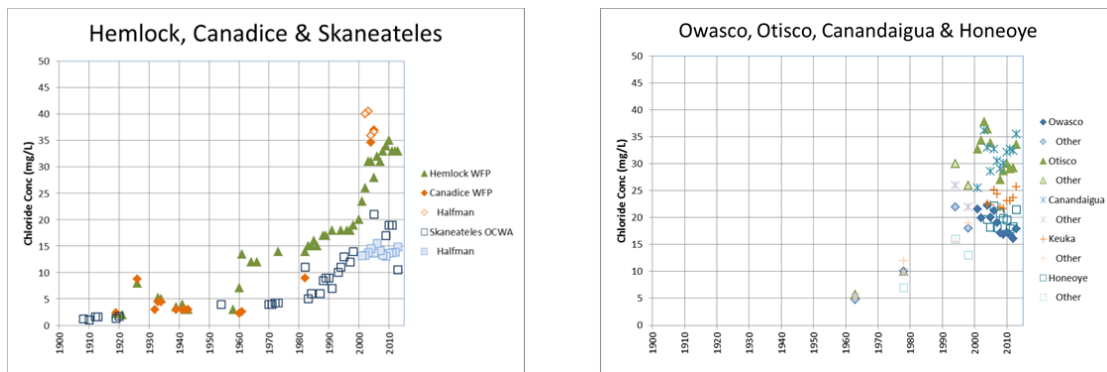 Hemlock, Canadice & Skaneateles
Chloride Conc (mg/L)
50
45
40
35
30
25
20
15
10
5
0
1900
1910
1920
1930
1940
1950
1960
1970
1980
1990
2000
2010
Hemlock WFP
Canadice WFP
Halfman
Skaneateles OCWA
Halfman
Owasco, Otisco, Canandaigua & Honeoye
Chloride Conc (mg/L)
50
45
40
35
30
25
20
15
10
5
0
1900
1910
1920
1930
1940
1950
1960
1970
1980
1990
2000
2010
Owasco
Other
Otisco
Other
Canandaigua
Other
Keuka
Other
Honeoye
Other